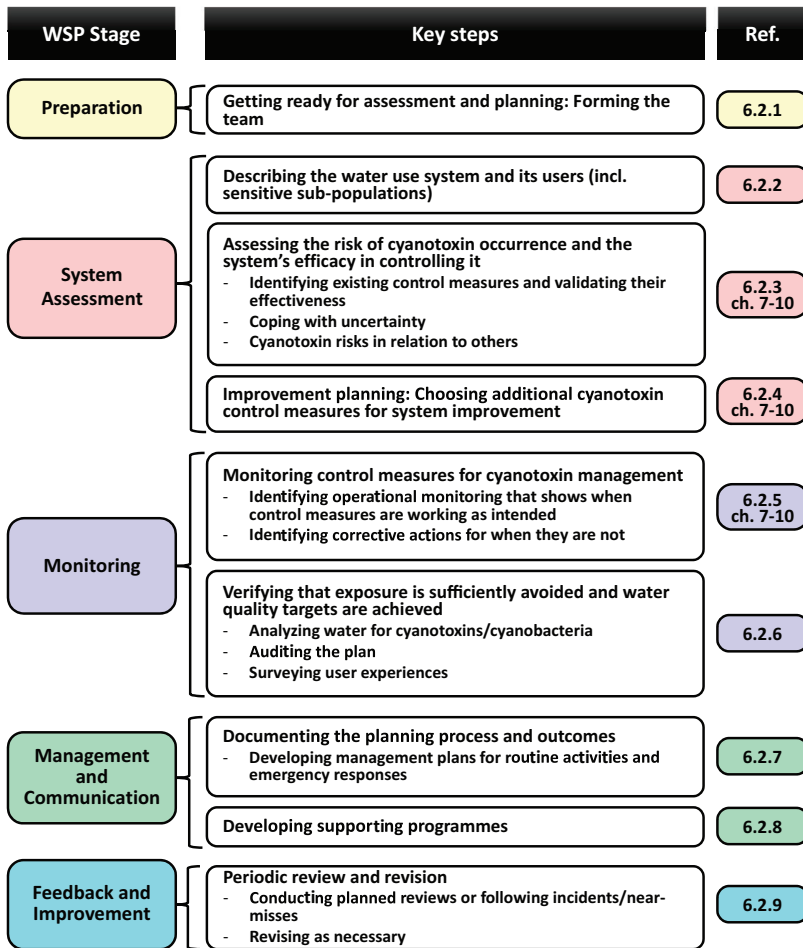 WSP Stage
Key steps
Ref.
Preparation
Getting ready for assessment and planning: Forming the
team
6.2.1
System
Assessment
Describing the water use system and its users (incl.
sensitive sub-populations)
6.2.2
Assessing the risk of cyanotoxin occurrence and the
system's efficacy in controlling it
- Identifying existing control measures and validating their
effectiveness
- Coping with uncertainty
- Cyanotoxin risks in relation to others
6.2.3
ch. 7-10
Improvement planning: Choosing additional cyanotoxin
control measures for system improvement
6.2.4
ch. 7-10
Monitoring
Monitoring control measures for cyanotoxin management
- Identifying operational monitoring that shows when
control measures are working as intended
- Identifying corrective actions for when they are not
6.2.5
ch. 7-10
Verifying that exposure is sufficiently avoided and water
quality targets are achieved
- Analyzing water for cyanotoxins/cyanobacteria
- Auditing the plan
- Surveying user experiences
6.2.6
Management
and
Communication
Documenting the planning process and outcomes
- Developing management plans for routine activities and
emergency responses
6.2.7
Developing supporting programmes
6.2.8
Feedback and
Improvement
Periodic review and revision
- Conducting planned reviews or following incidents/near-
misses
- Revising as necessary
6.2.9